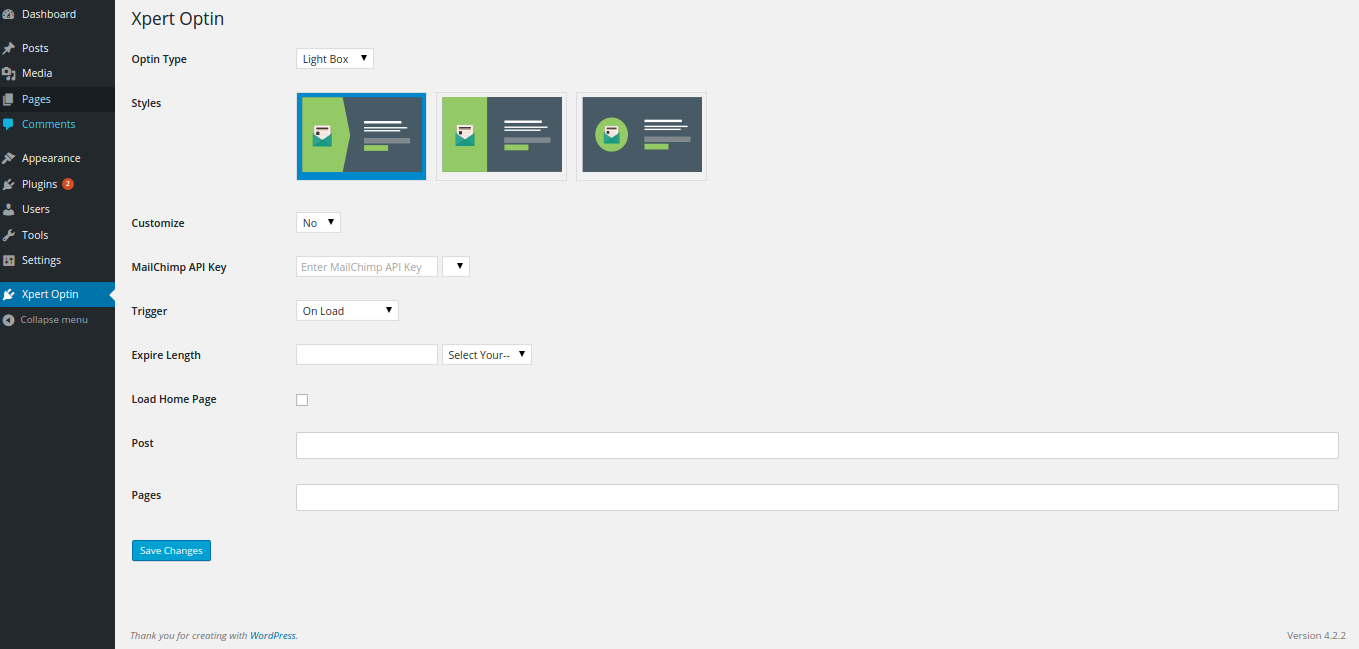 Dashboard
Posts
Media
Pages
Comments
Appearance
Plugins 2
Users
Tools
Settings
Xpert Optin
Collapse menu
Xpert Optin
Optin Type Light Box
Styles
Customize No
MailChimp API Key Enter MailChimp API Key
Trigger On Load
Expire Length Select Your--
Load Home Page
Post
Pages
Save Changes
Thank you for creating with WordPress.
Version 4.2.2